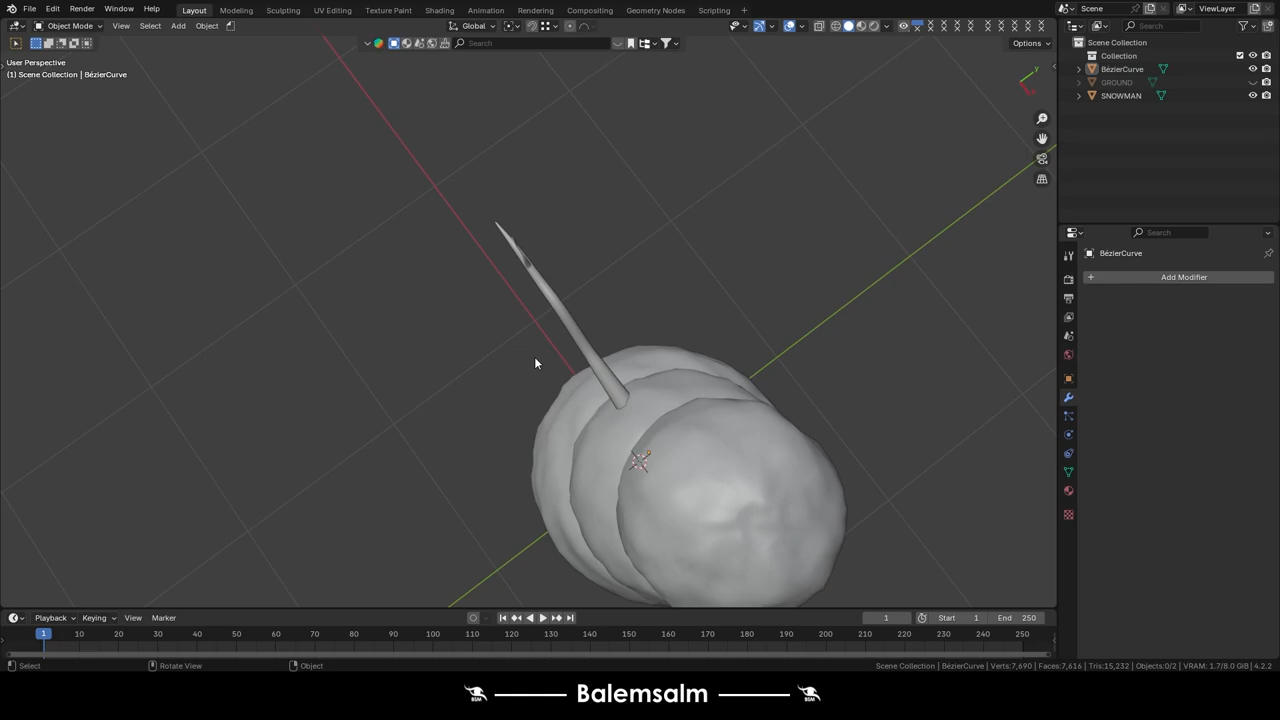 File Edit Render Window Help Layout Modeling Sculpting UV Editing Texture Paint Shading Animation Rendering Compositing Geometry Nodes Scripting Scene ViewLayer
Object Mode View Select Add Object Global Search
Search Options
User Perspective
(1) Scene Collection | BézierCurve
Y
Scene Collection
Collection
BézierCurve
GROUND
SNOWMAN
Search
BézierCurve
+ Add Modifier
Playback Keying View Marker 1 Start 1 End 250
1 10 20 30 40 50 60 70 80 90 100 110 120 130 140 150 160 170 180 190 200 210 220 230 240 250
Select Rotate View Object Scene Collection | BézierCurve | Verts:7,690 | Faces:7,616 | Tris:15,232 | Objects:0/2 | VRAM: 1.7/8.0 GiB | 4.2.2
Balemsalm
BSM BSM